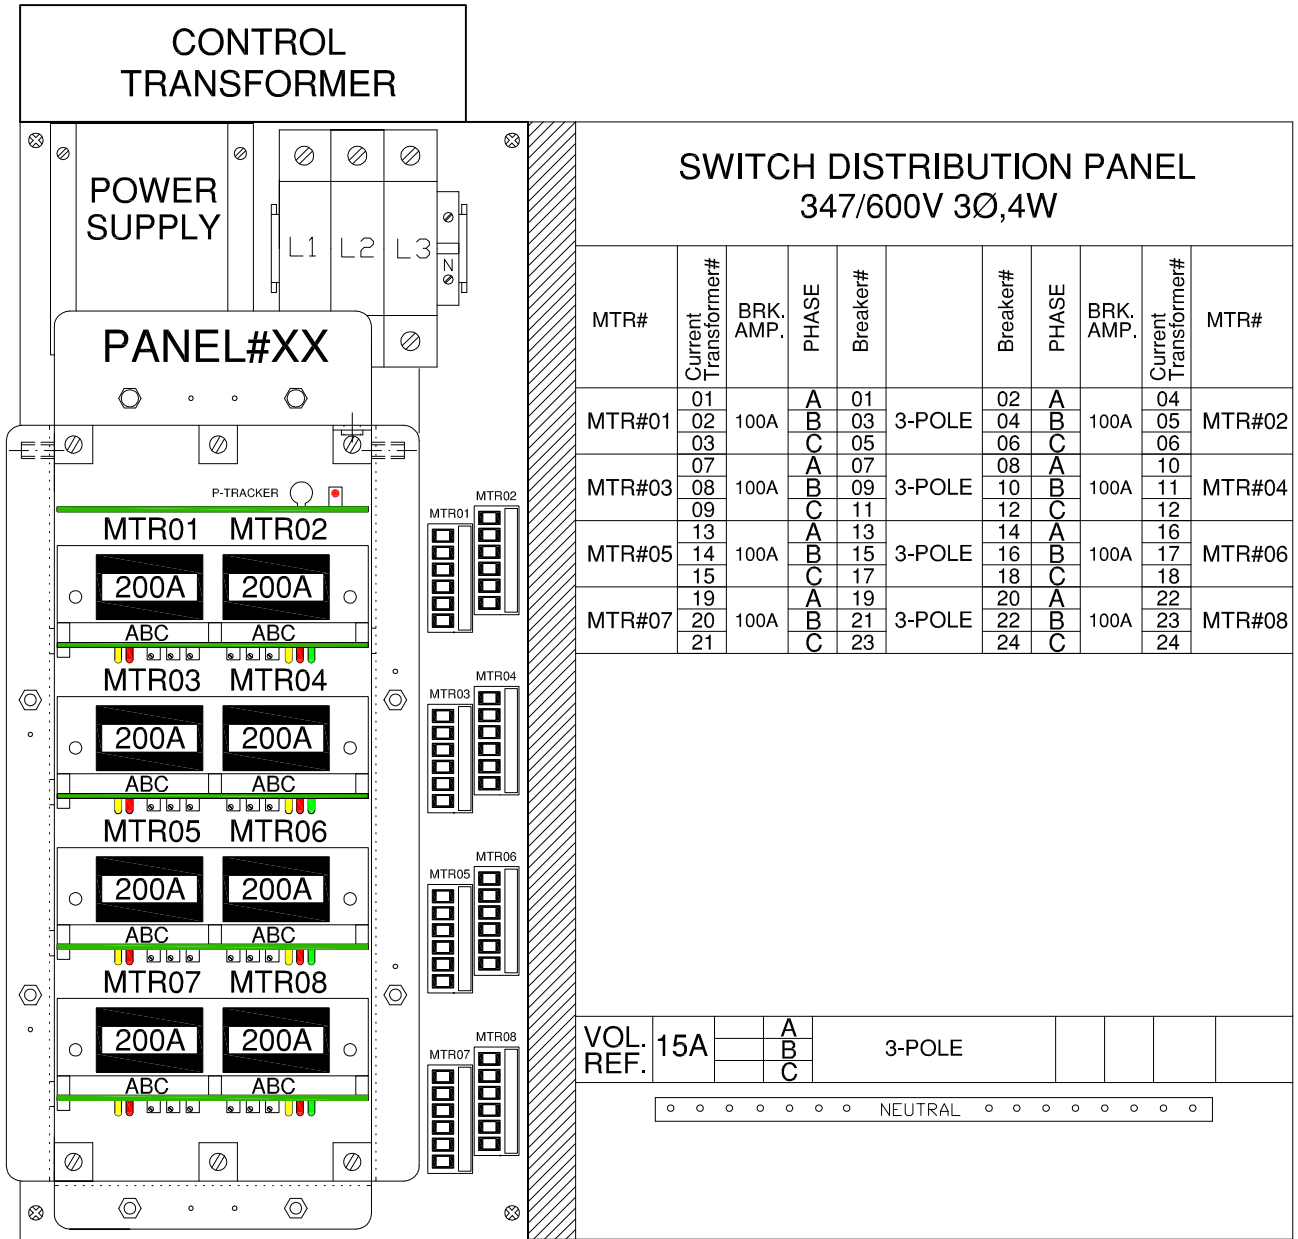 CONTROL
TRANSFORMER
POWER
SUPPLY
L1 L2 L3
N
PANEL#XX
P-TRACKER
MTR01 MTR02
200A 200A
ABC ABC
MTR03 MTR04
200A 200A
ABC ABC
MTR05 MTR06
200A 200A
ABC ABC
MTR07 MTR08
200A 200A
ABC ABC
MTR02
MTR01
MTR04
MTR03
MTR06
MTR05
MTR08
MTR07
SWITCH DISTRIBUTION PANEL
347/600V 3Ø,4W
MTR#
Current
Transformer#
BRK.
AMP.
PHASE
Breaker#
Breaker#
PHASE
BRK.
AMP.
Current
Transformer#
MTR#
01 A 01 02 A 04
MTR#01 02 100A B 03 3-POLE 04 B 100A 05 MTR#02
03 C 05 06 C 06
07 A 07 08 A 10
MTR#03 08 100A B 09 3-POLE 10 B 100A 11 MTR#04
09 C 11 12 C 12
13 A 13 14 A 16
MTR#05 14 100A B 15 3-POLE 16 B 100A 17 MTR#06
15 C 17 18 C 18
19 A 19 20 A 22
MTR#07 20 100A B 21 3-POLE 22 B 100A 23 MTR#08
21 C 23 24 C 24
VOL.
REF.
15A
A
B
C
3-POLE
NEUTRAL